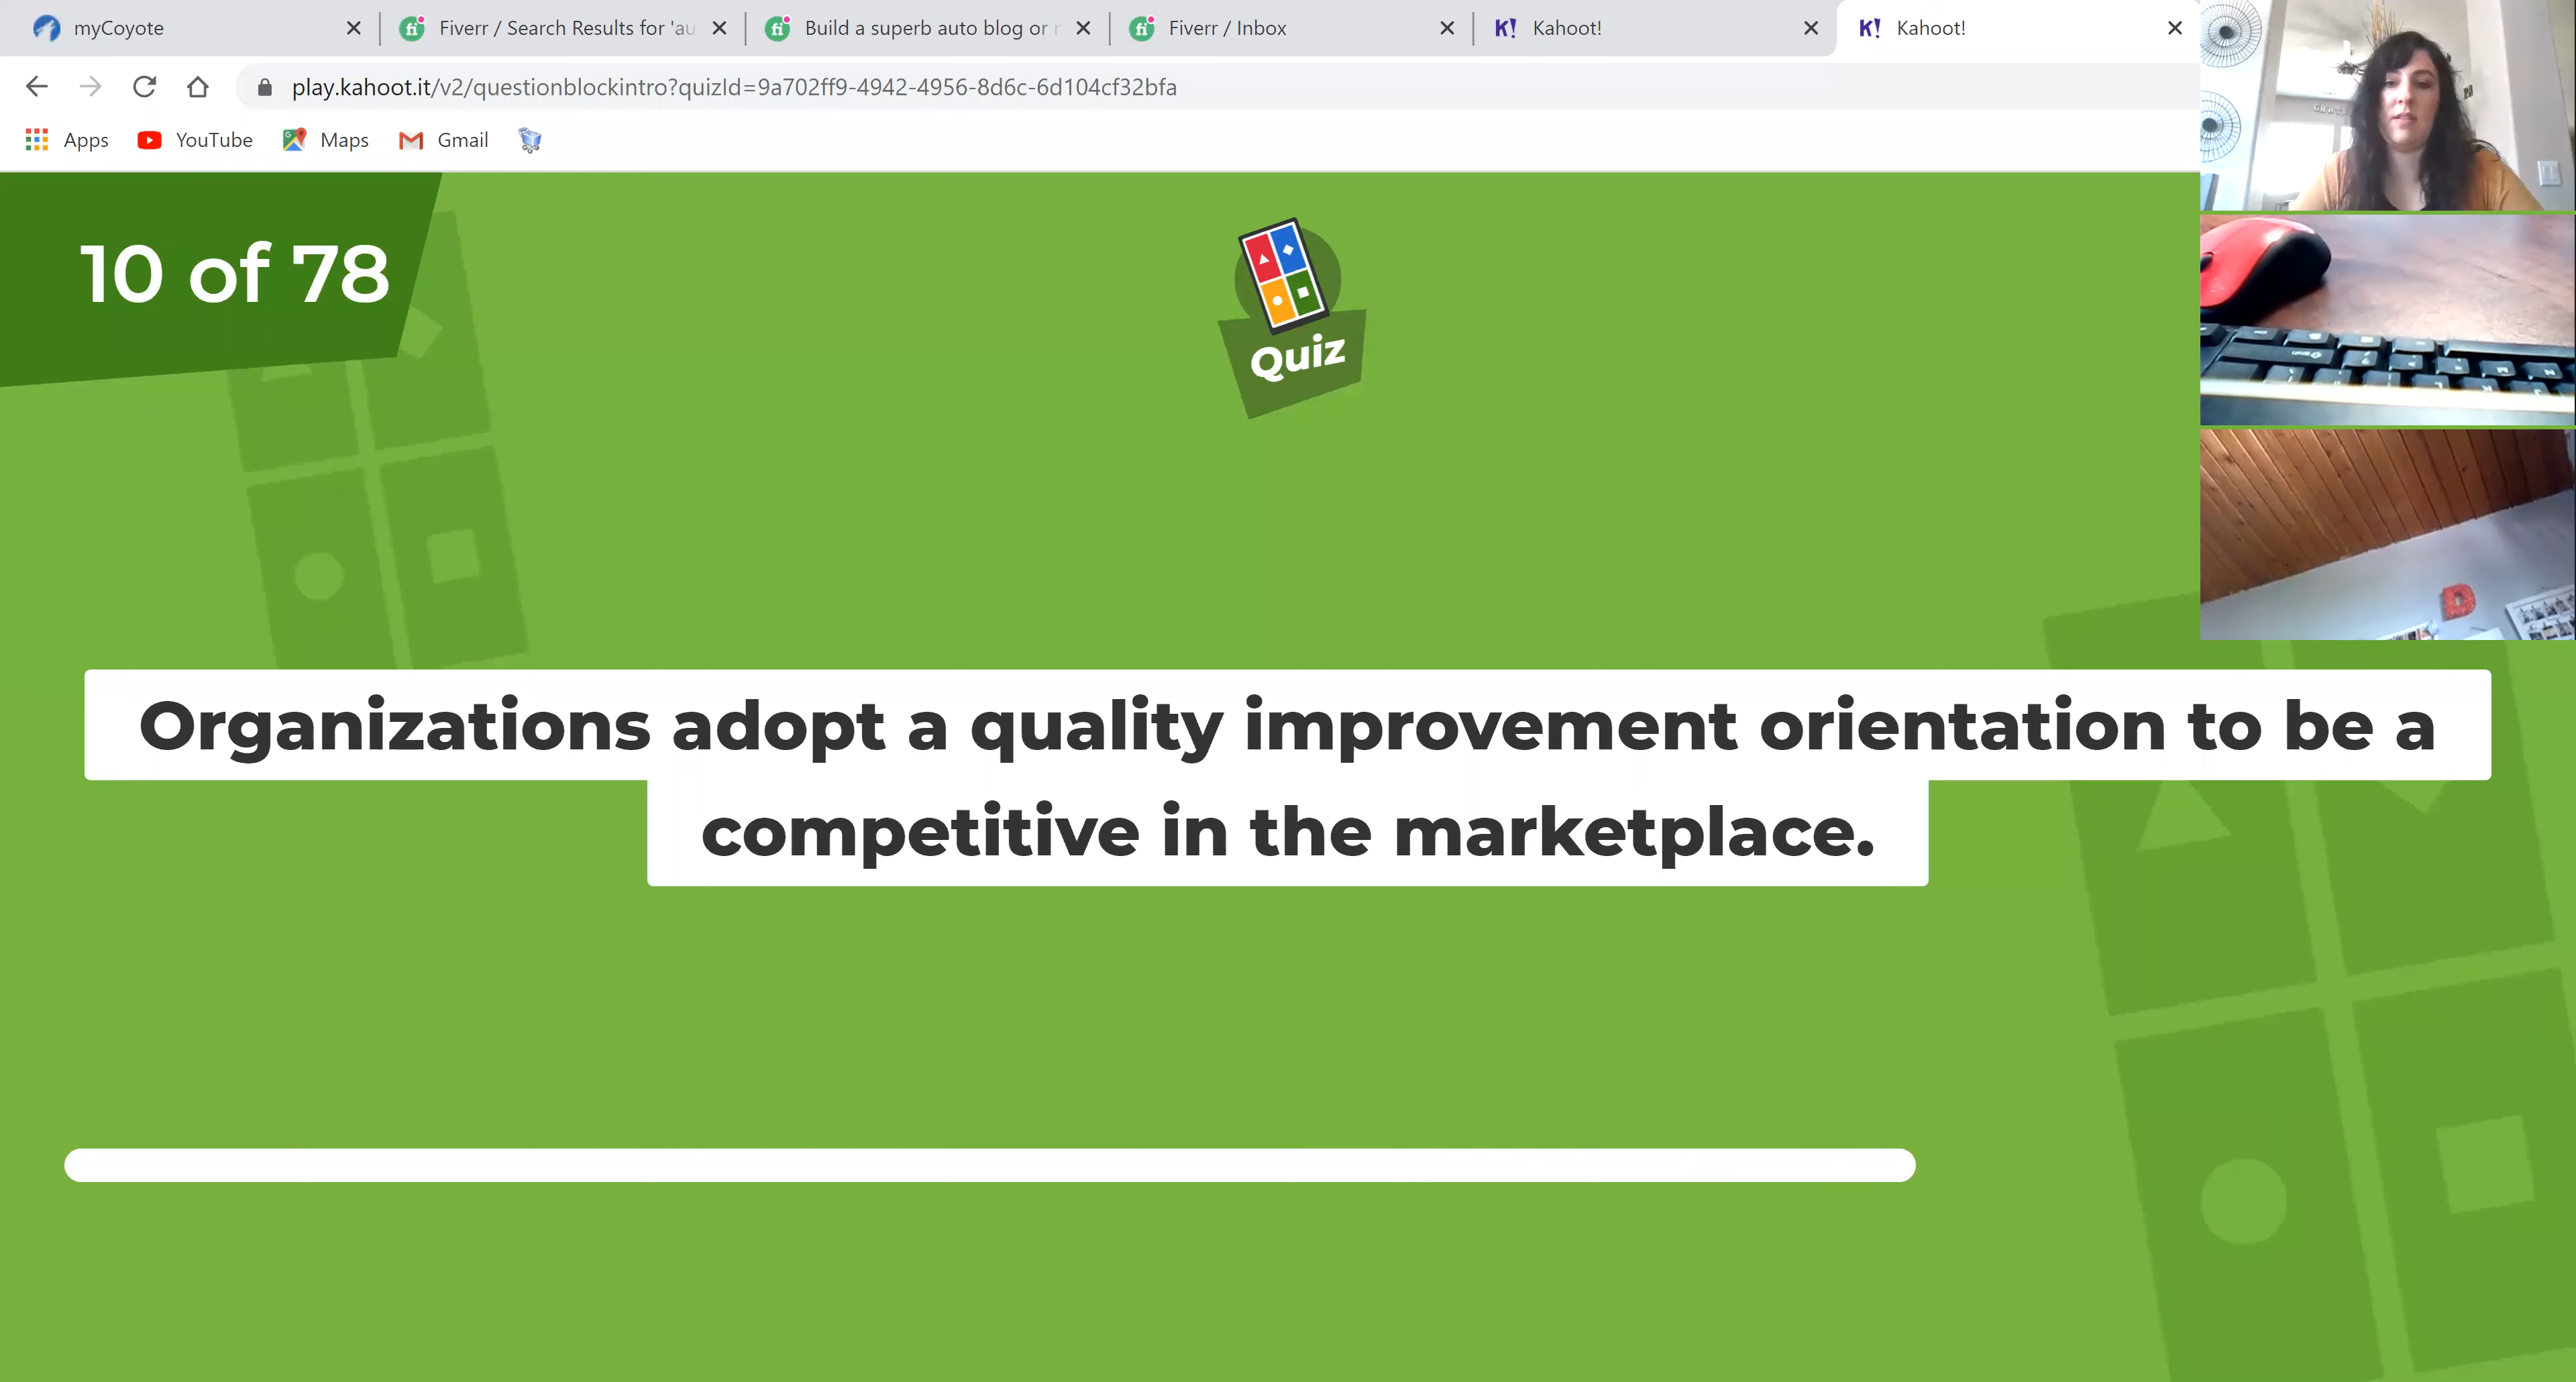 myCoyote
Fiverr / Search Results for 'au
Build a superb auto blog or
Fiverr / Inbox
Kahoot!
Kahoot!
play.kahoot.it/v2/questionblockintro?quizId=9a702ff9-4942-4956-8d6c-6d104cf32bfa
Apps
YouTube
Maps
Gmail
10 of 78
Quiz
Organizations adopt a quality improvement orientation to be a
competitive in the marketplace.
D